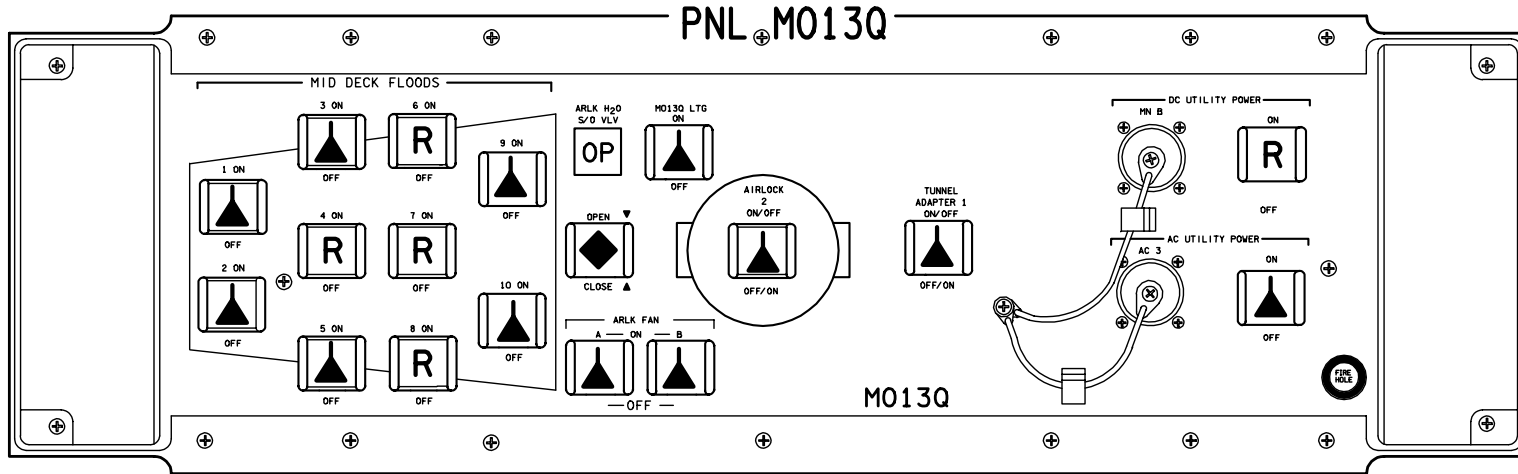 PNL MO13Q
MID DECK FLOODS
3 ON
OFF
6 ON
R
OFF
1 ON
OFF
9 ON
OFF
4 ON
R
OFF
7 ON
R
OFF
2 ON
OFF
10 ON
OFF
5 ON
OFF
8 ON
R
OFF
ARLK H2O
S/O VLV
OP
MO13Q LTG
ON
OFF
OPEN
CLOSE
AIRLOCK
2
ON/OFF
OFF/ON
TUNNEL
ADAPTER 1
ON/OFF
OFF/ON
ARLK FAN
A ON B
OFF
MO13Q
DC UTILITY POWER
MN B
ON
R
OFF
AC UTILITY POWER
AC 3
ON
OFF
FIRE
HOLE